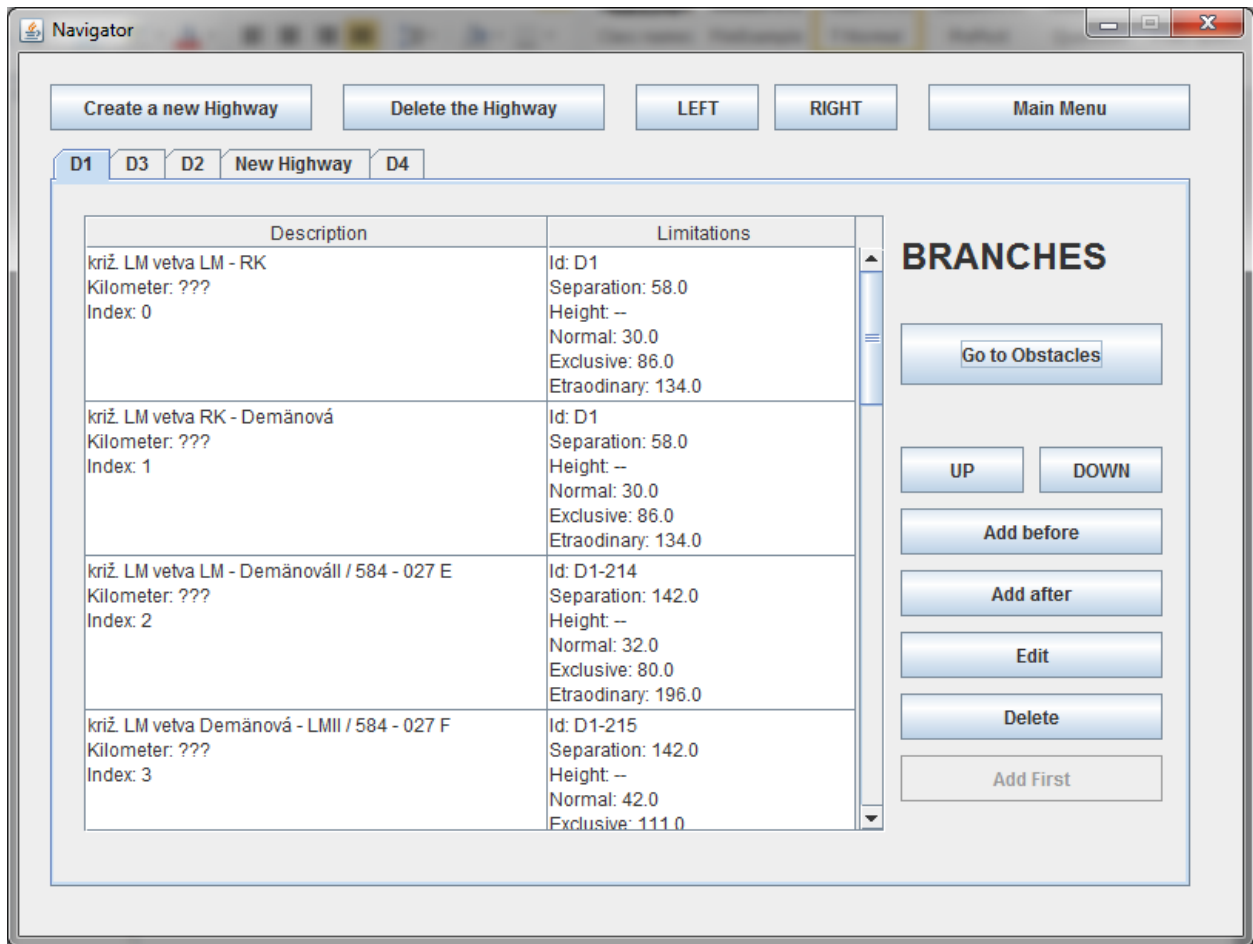 Navigator
Create a new Highway
Delete the Highway
LEFT
RIGHT
Main Menu
D1
D3
D2
New Highway
D4
Description
Limitations
križ. LM vetva LM - RK
Kilometer: ???
Index: 0
Id: D1
Separation: 58.0
Height: --
Normal: 30.0
Exclusive: 86.0
Etraodinary: 134.0
križ. LM vetva RK - Demänová
Kilometer: ???
Index: 1
Id: D1
Separation: 58.0
Height: --
Normal: 30.0
Exclusive: 86.0
Etraodinary: 134.0
križ. LM vetva LM - DemänováII / 584 - 027 E
Kilometer: ???
Index: 2
Id: D1-214
Separation: 142.0
Height: --
Normal: 32.0
Exclusive: 80.0
Etraodinary: 196.0
križ. LM vetva Demänová - LMII / 584 - 027 F
Kilometer: ???
Index: 3
Id: D1-215
Separation: 142.0
Height: --
Normal: 42.0
Exclusive: 111.0
BRANCHES
Go to Obstacles
UP
DOWN
Add before
Add after
Edit
Delete
Add First